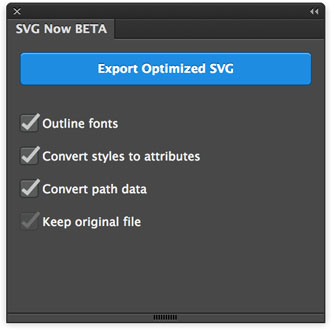 SVG Now BETA
Export Optimized SVG
Outline fonts
Convert styles to attributes
Convert path data
Keep original file